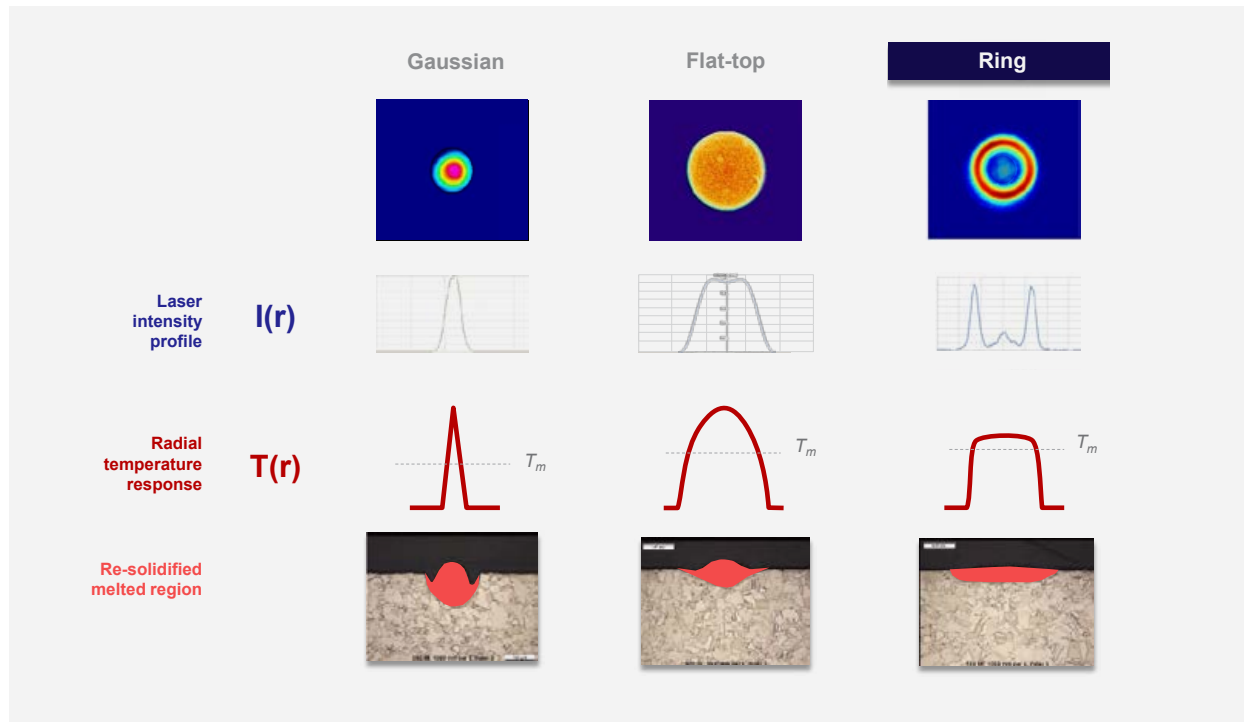 Gaussian
Flat-top
Ring
Laser
intensity
profile
I(r)
Radial
temperature
response
T(r)
Tm
Tm
Tm
Re-solidified
melted region